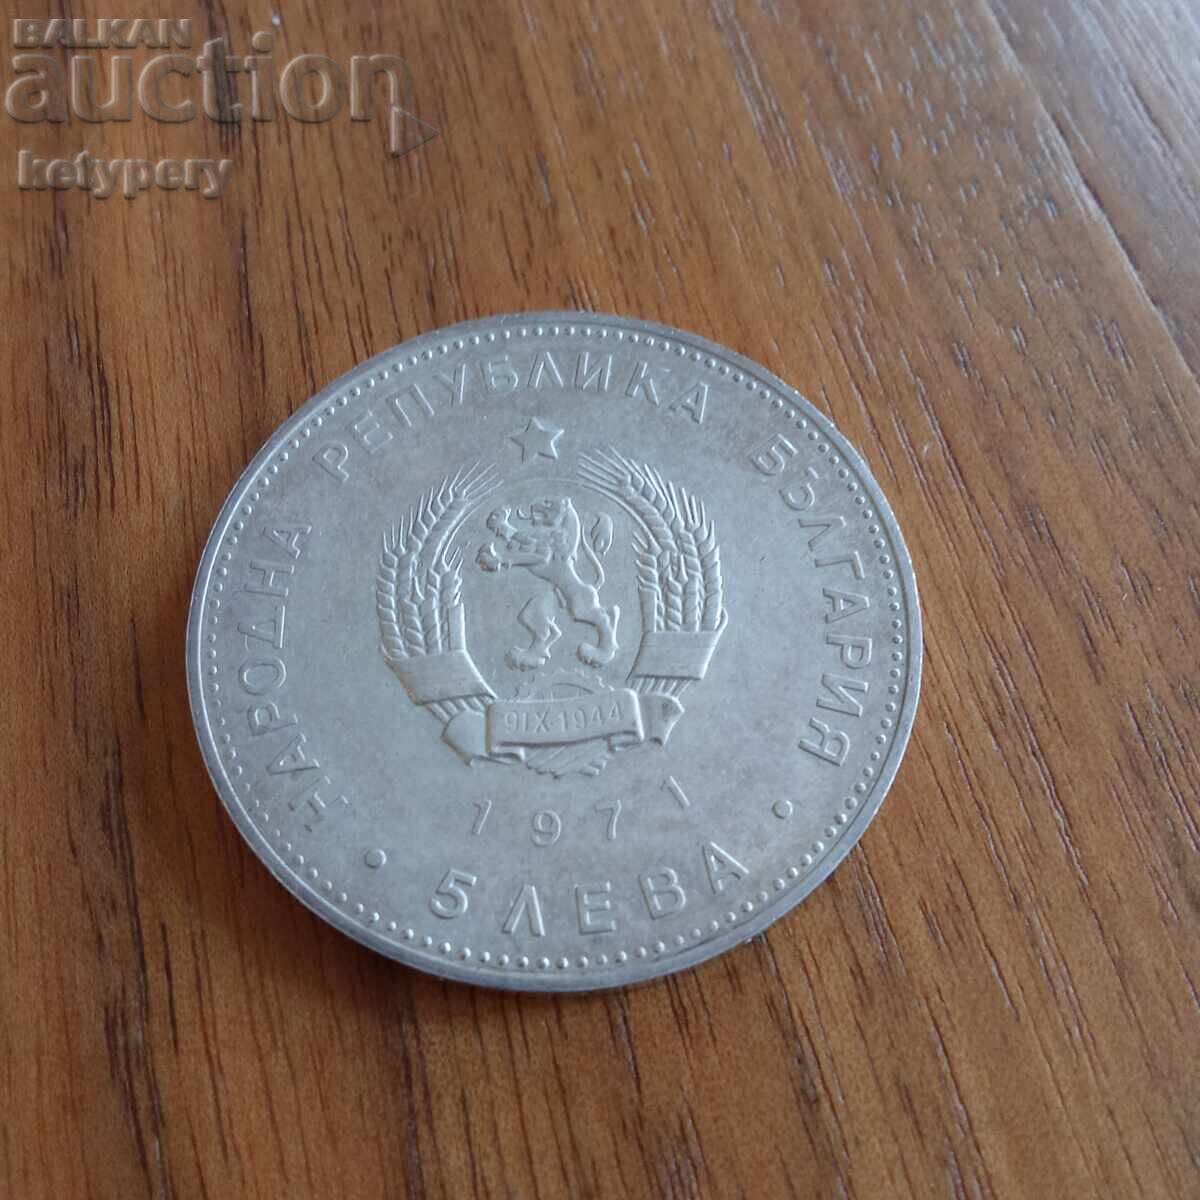 BALKAN
auction
ketypery
НАРОДНА РЕПУБЛИКА БЪЛГАРИЯ
9IX·1944
1971
• 5 ЛЕВА •